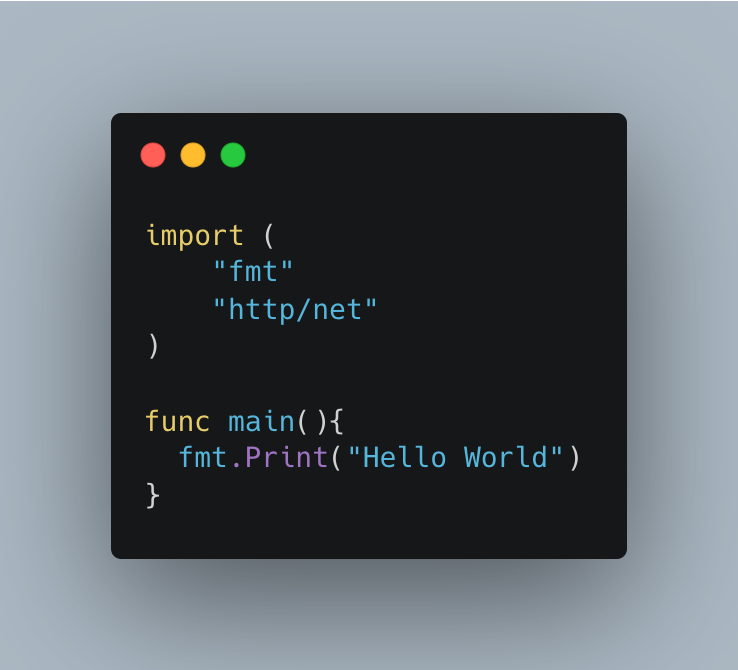 import (
    "fmt"
    "http/net"
)

func main(){
  fmt.Print("Hello World")
}